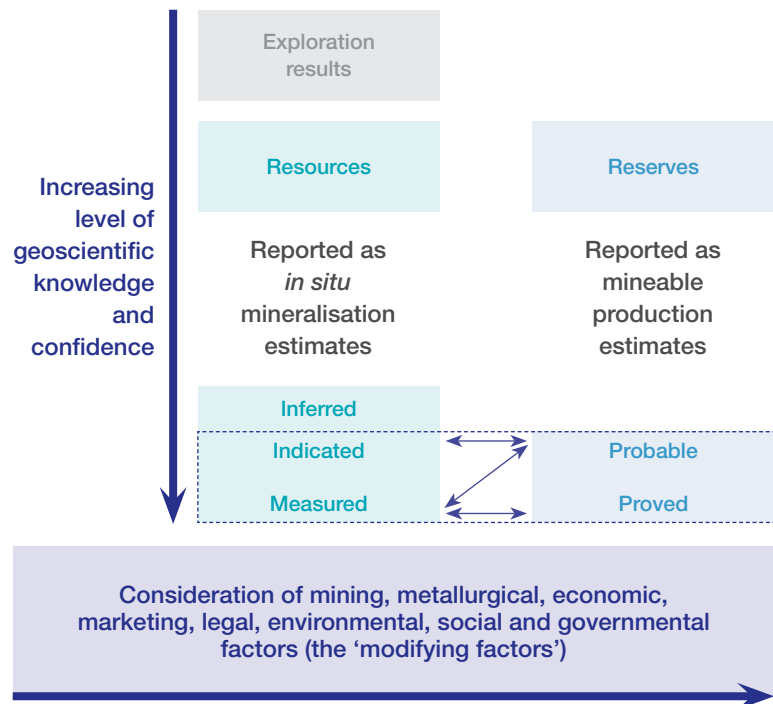 Exploration
results
Resources
Reserves
Increasing
level of
geoscientific
knowledge
and
confidence
Reported as
in situ
mineralisation
estimates
Reported as
mineable
production
estimates
Inferred
Indicated
Probable
Measured
Proved
Consideration of mining, metallurgical, economic,
marketing, legal, environmental, social and governmental
factors (the ‘modifying factors’)